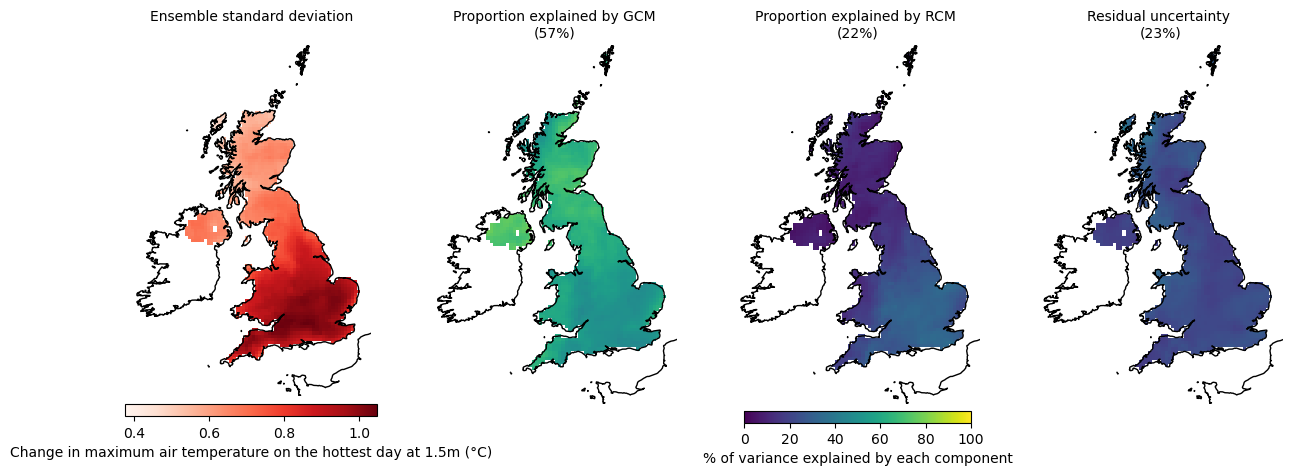 Ensemble standard deviation
Proportion explained by GCM
(57%)
Proportion explained by RCM
(22%)
Residual uncertainty
(23%)
0.4 0.6 0.8 1.0
Change in maximum air temperature on the hottest day at 1.5m (°C)
0 20 40 60 80 100
% of variance explained by each component